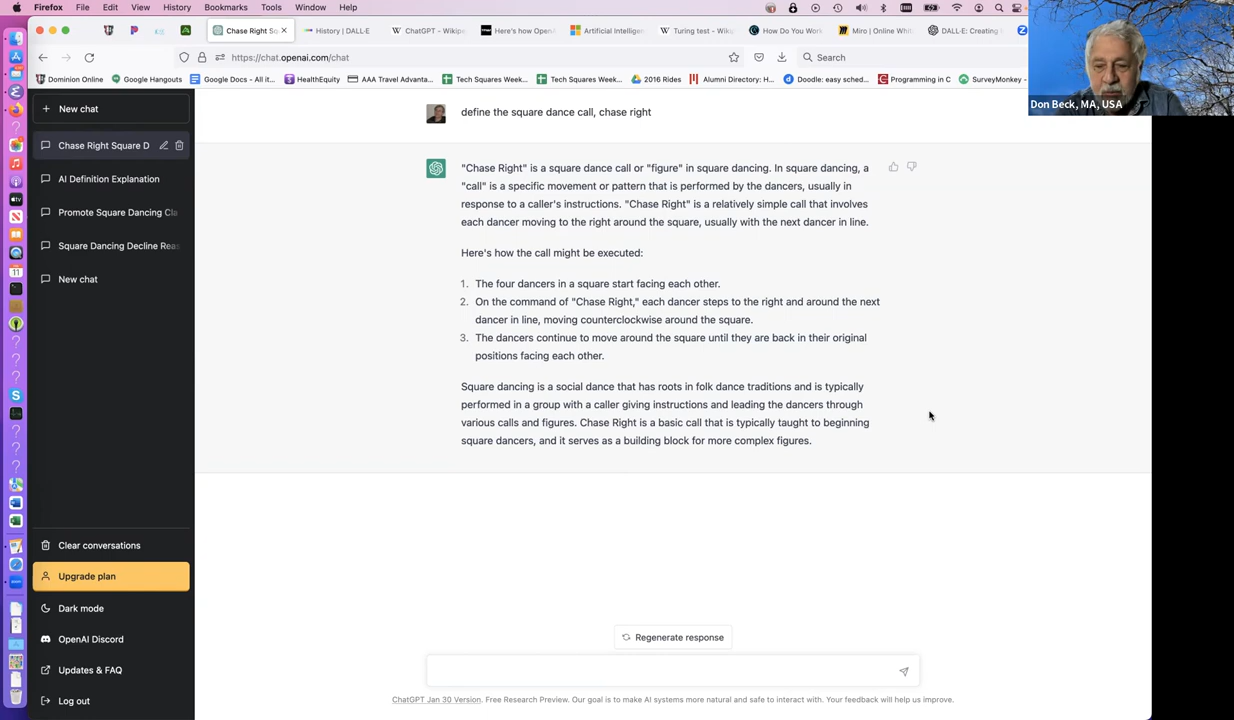 Firefox File Edit View History Bookmarks Tools Window Help
Chase Right Sq
History | DALL·E
ChatGPT - Wikipe
Here's how OpenA
Artificial Intelligen
Turing test - Wikip
How Do You Work
Miro | Online Whit
DALL·E: Creating
https://chat.openai.com/chat
Search
Dominion Online Google Hangouts Google Docs - All it... HealthEquity AAA Travel Advanta... Tech Squares Week... Tech Squares Week... 2016 Rides Alumni Directory: H... Doodle: easy sched... Programming in C SurveyMonkey
Don Beck, MA, USA
+ New chat
Chase Right Square D
AI Definition Explanation
Promote Square Dancing Cla
Square Dancing Decline Reas
New chat
define the square dance call, chase right
"Chase Right" is a square dance call or "figure" in square dancing. In square dancing, a
"call" is a specific movement or pattern that is performed by the dancers, usually in
response to a caller's instructions. "Chase Right" is a relatively simple call that involves
each dancer moving to the right around the square, usually with the next dancer in line.
Here's how the call might be executed:
1. The four dancers in a square start facing each other.
2. On the command of "Chase Right," each dancer steps to the right and around the next
dancer in line, moving counterclockwise around the square.
3. The dancers continue to move around the square until they are back in their original
positions facing each other.
Square dancing is a social dance that has roots in folk dance traditions and is typically
performed in a group with a caller giving instructions and leading the dancers through
various calls and figures. Chase Right is a basic call that is typically taught to beginning
square dancers, and it serves as a building block for more complex figures.
Clear conversations
Upgrade plan
Dark mode
OpenAI Discord
Updates & FAQ
Log out
Regenerate response
ChatGPT Jan 30 Version. Free Research Preview. Our goal is to make AI systems more natural and safe to interact with. Your feedback will help us improve.